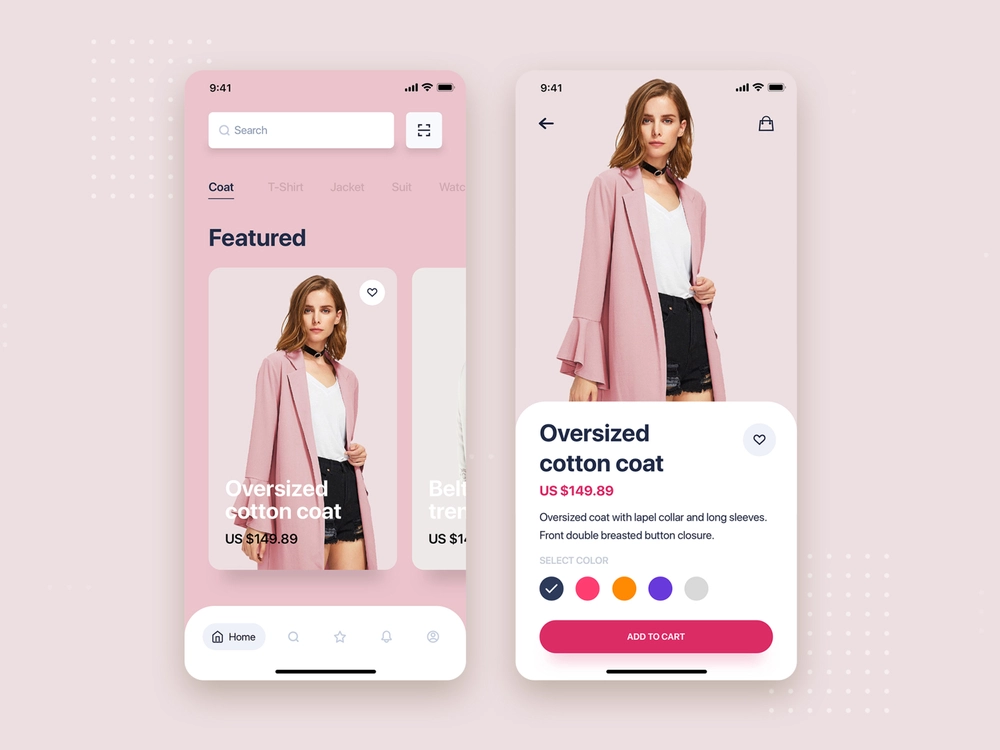 9:41
Search
Coat T-Shirt Jacket Suit Watc
Featured
Oversized
cotton coat
US $149.89
Belt
tren
US $14
Home
9:41
Oversized
cotton coat
US $149.89
Oversized coat with lapel collar and long sleeves.
Front double breasted button closure.
SELECT COLOR
ADD TO CART